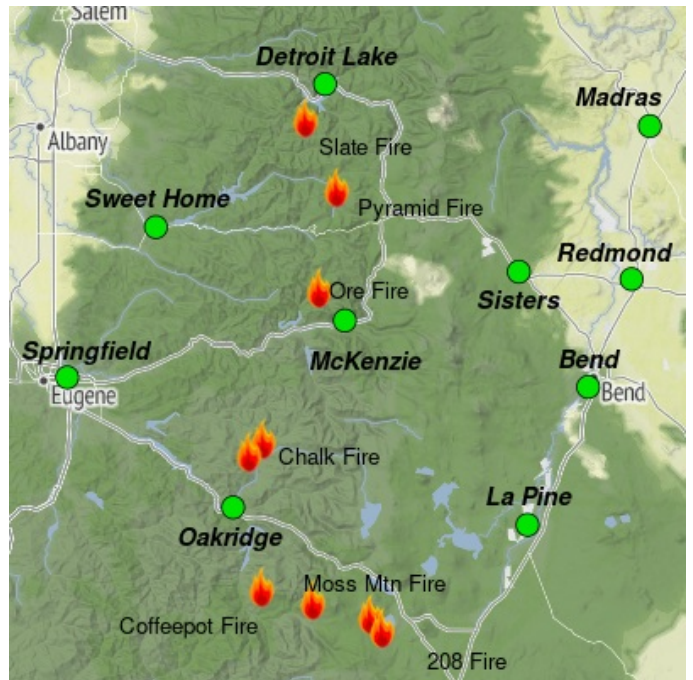 Salem
Detroit Lake
Madras
Albany
Slate Fire
Sweet Home
Pyramid Fire
Redmond
Ore Fire
Sisters
Springfield
McKenzie
Bend
Eugene
Bend
Chalk Fire
La Pine
Oakridge
Moss Mtn Fire
Coffeepot Fire
208 Fire